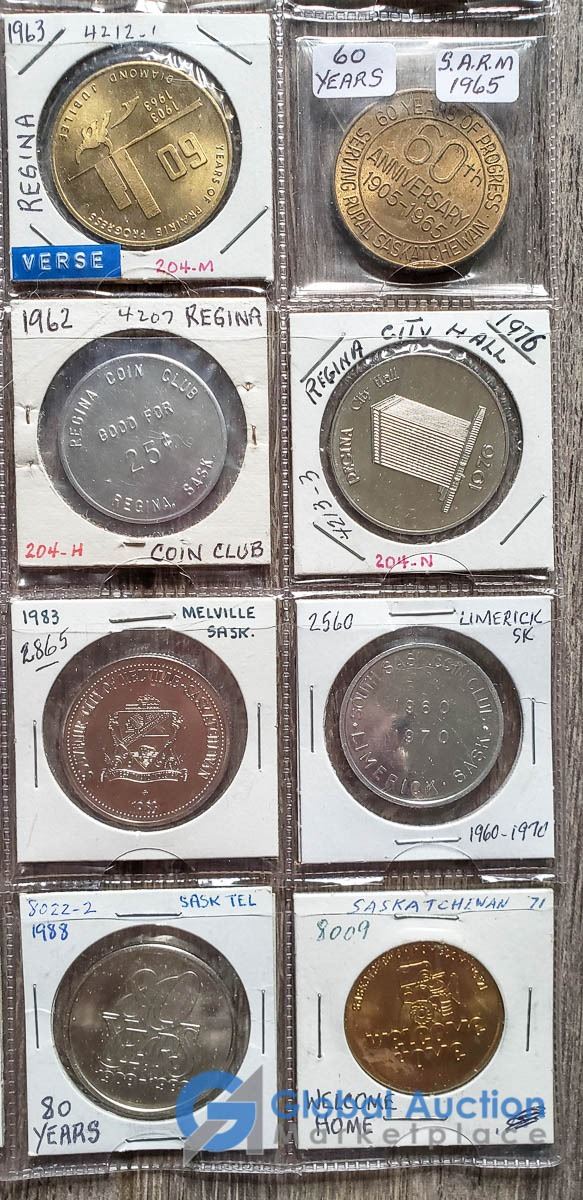 1963 4212-1
REGINA
DIAMOND JUBILEE
1903
1963
60
YEARS OF PRAIRIE PROGRESS
VERSE
204-M
60
YEARS
S.A.R.M
1965
60 YEARS OF PROGRESS
60th
ANNIVERSARY
1905-1965
SERVING RURAL SASKATCHEWAN
1962 4207 REGINA
REGINA COIN CLUB
GOOD FOR
25¢
REGINA, SASK.
204-H COIN CLUB
REGINA CITY HALL 1976
REGINA City Hall
1976
4213-3
204-N
1983 MELVILLE
2865 SASK.
2560 LIMERICK
SK
1960
1970
LIMERICK, SASK
1960-1970
8022-2 SASK TEL
1988
80
YEARS
SASKATCHEWAN 71
8009
WELCOME
HOME
WELCOME
HOME
Global Auction
Marketplace